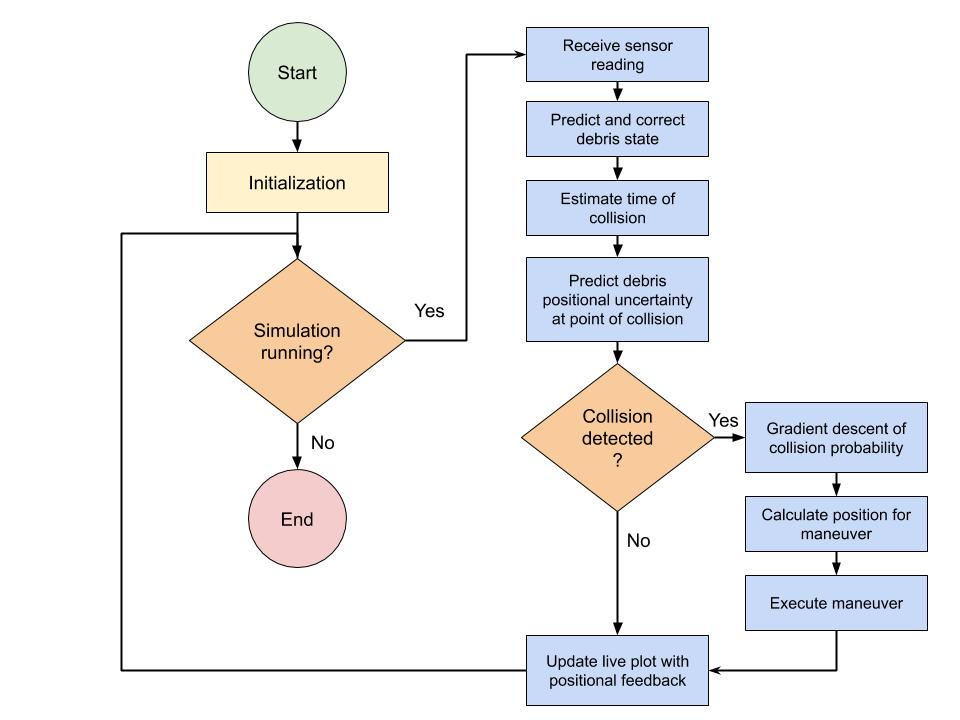 Start
Initialization
Simulation
running?
Yes
No
End
Receive sensor
reading
Predict and correct
debris state
Estimate time of
collision
Predict debris
positional uncertainty
at point of collision
Collision
detected
?
Yes
No
Gradient descent of
collision probability
Calculate position for
maneuver
Execute maneuver
Update live plot with
positional feedback